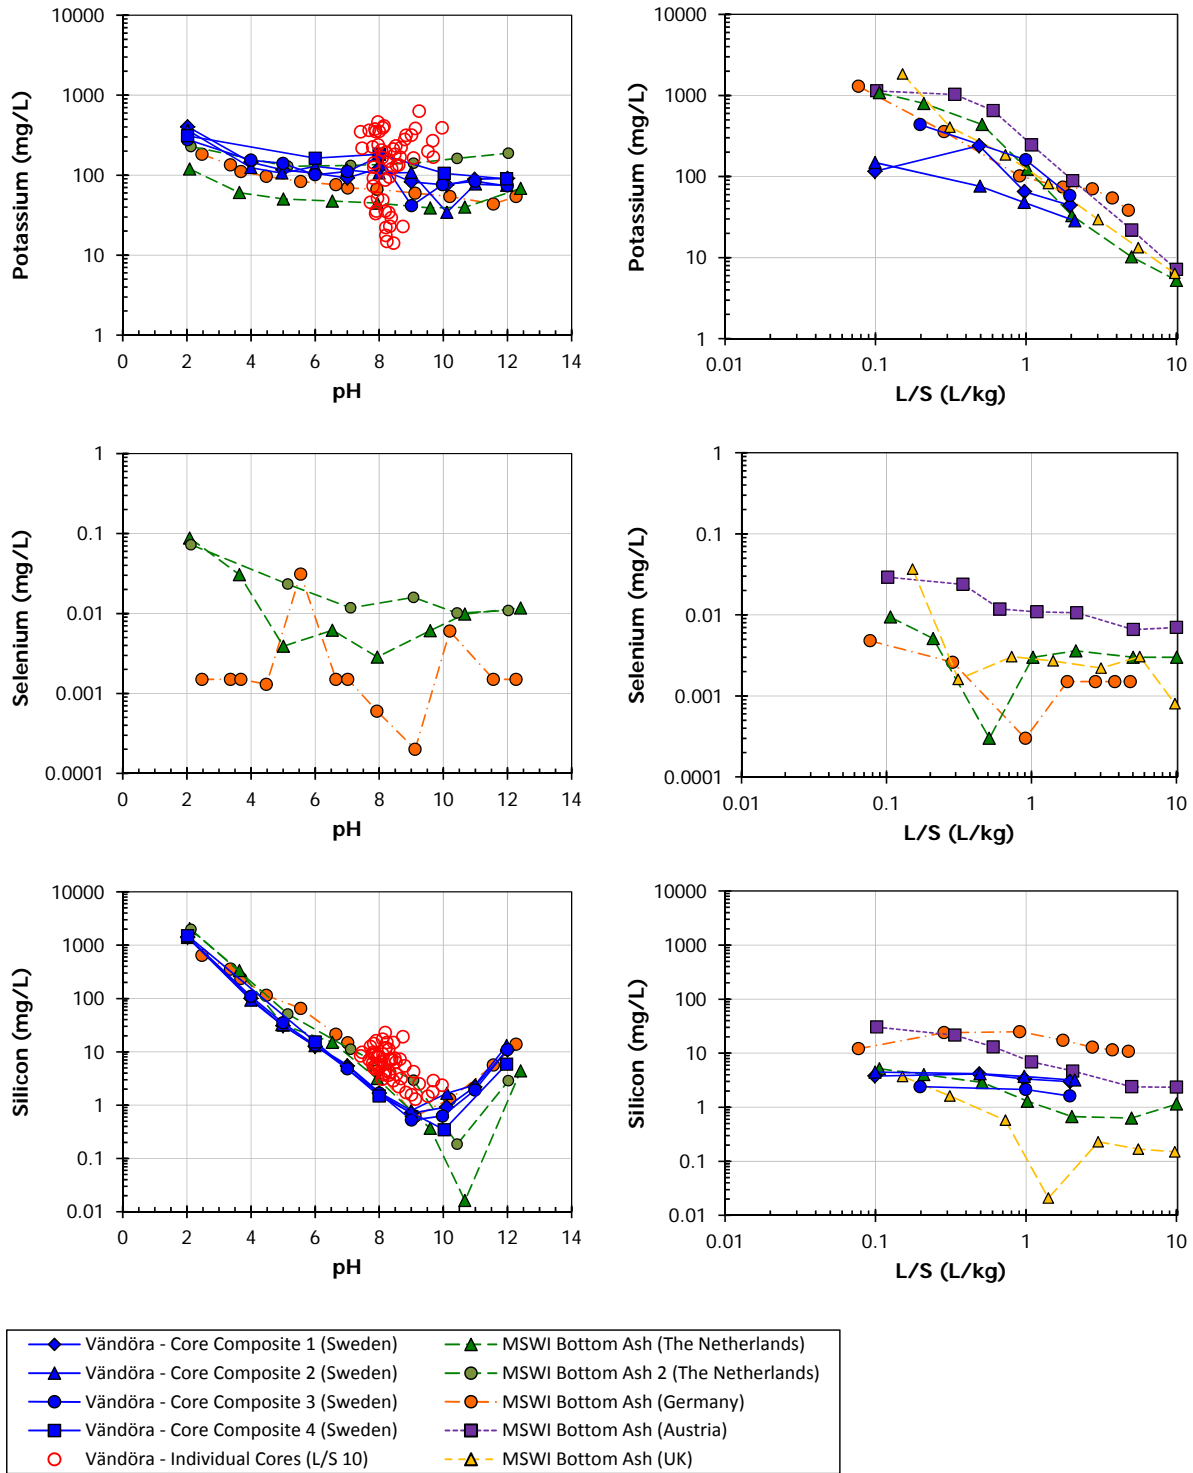 10000
1000
100
10
1
0 2 4 6 8 10 12 14
Potassium (mg/L)
pH
10000
1000
100
10
1
0.01 0.1 1 10
Potassium (mg/L)
L/S (L/kg)
1
0.1
0.01
0.001
0.0001
0 2 4 6 8 10 12 14
Selenium (mg/L)
pH
1
0.1
0.01
0.001
0.0001
0.01 0.1 1 10
Selenium (mg/L)
L/S (L/kg)
10000
1000
100
10
1
0.1
0.01
0 2 4 6 8 10 12 14
Silicon (mg/L)
pH
10000
1000
100
10
1
0.1
0.01
0.01 0.1 1 10
Silicon (mg/L)
L/S (L/kg)
Vändöra - Core Composite 1 (Sweden)
Vändöra - Core Composite 2 (Sweden)
Vändöra - Core Composite 3 (Sweden)
Vändöra - Core Composite 4 (Sweden)
Vändöra - Individual Cores (L/S 10)
MSWI Bottom Ash (The Netherlands)
MSWI Bottom Ash 2 (The Netherlands)
MSWI Bottom Ash (Germany)
MSWI Bottom Ash (Austria)
MSWI Bottom Ash (UK)